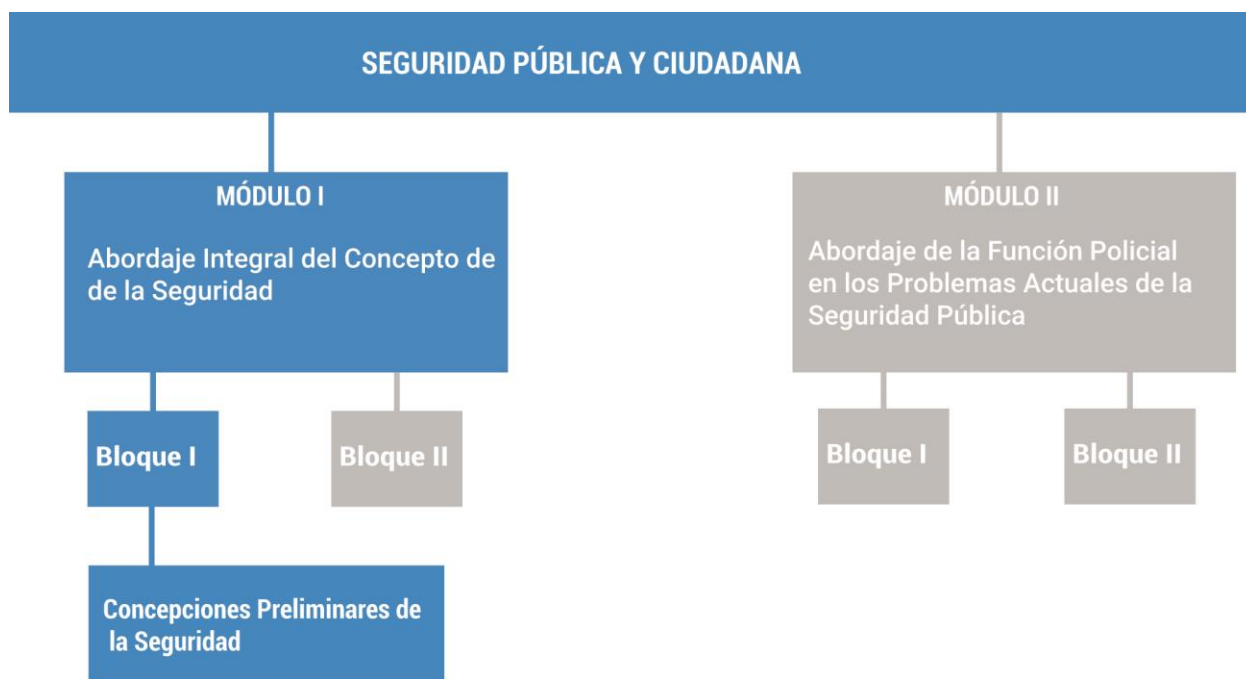 SEGURIDAD PÚBLICA Y CIUDADANA
MÓDULO I
Abordaje Integral del Concepto de
de la Seguridad
MÓDULO II
Abordaje de la Función Policial
en los Problemas Actuales de la
Seguridad Pública
Bloque I
Bloque II
Bloque I
Bloque II
Concepciones Preliminares de
la Seguridad